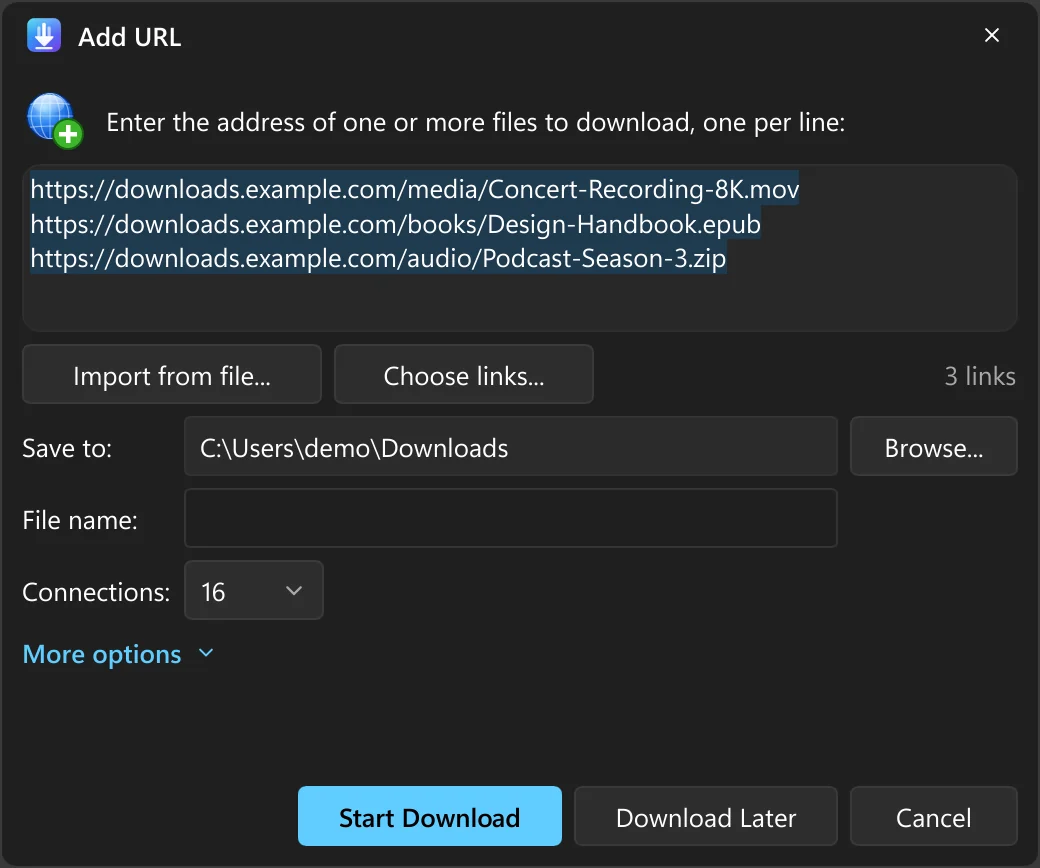 Add URL
Enter the address of one or more files to download, one per line:
https://downloads.example.com/media/Concert-Recording-8K.mov
https://downloads.example.com/books/Design-Handbook.epub
https://downloads.example.com/audio/Podcast-Season-3.zip
Import from file... Choose links... 3 links
Save to: C:\Users\demo\Downloads Browse...
File name:
Connections: 16
More options
Start Download Download Later Cancel